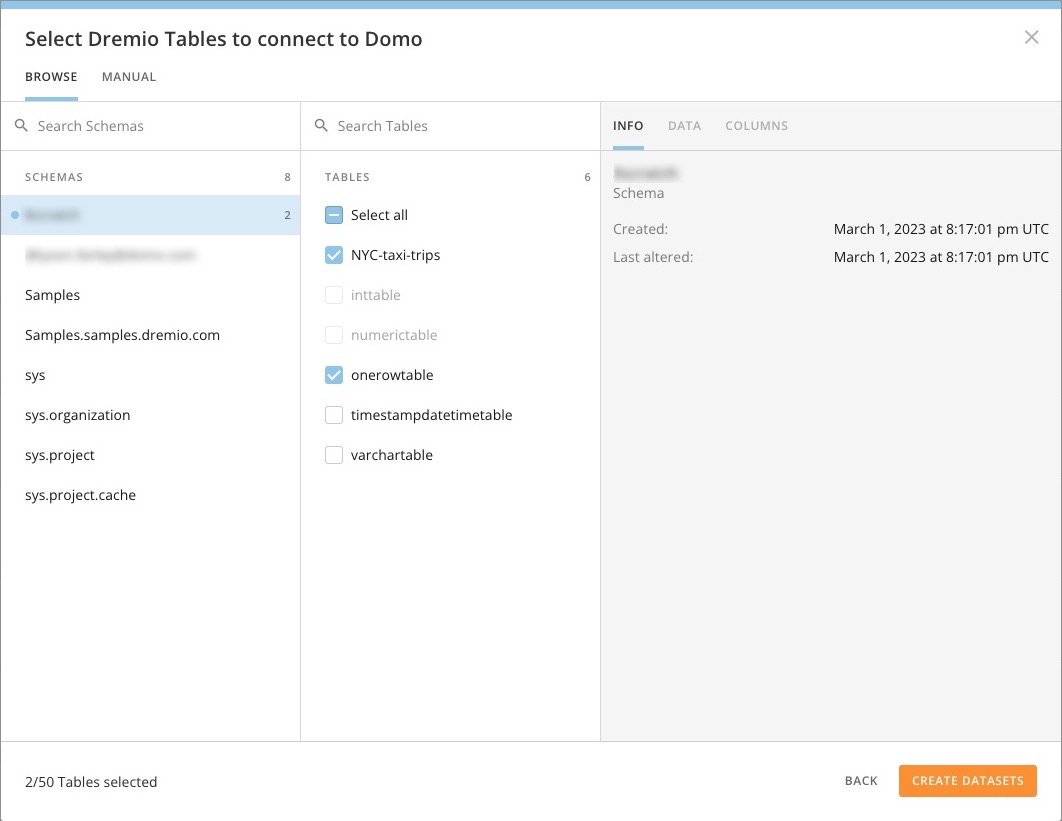 Select Dremio Tables to connect to Domo
BROWSE MANUAL
Search Schemas
SCHEMAS 8
2
Samples
Samples.samples.dremio.com
sys
sys.organization
sys.project
sys.project.cache
Search Tables
TABLES 6
Select all
NYC-taxi-trips
inttable
numerictable
onerowtable
timestampdatetimetable
varchartable
INFO DATA COLUMNS
Schema
Created: March 1, 2023 at 8:17:01 pm UTC
Last altered: March 1, 2023 at 8:17:01 pm UTC
2/50 Tables selected
BACK CREATE DATASETS